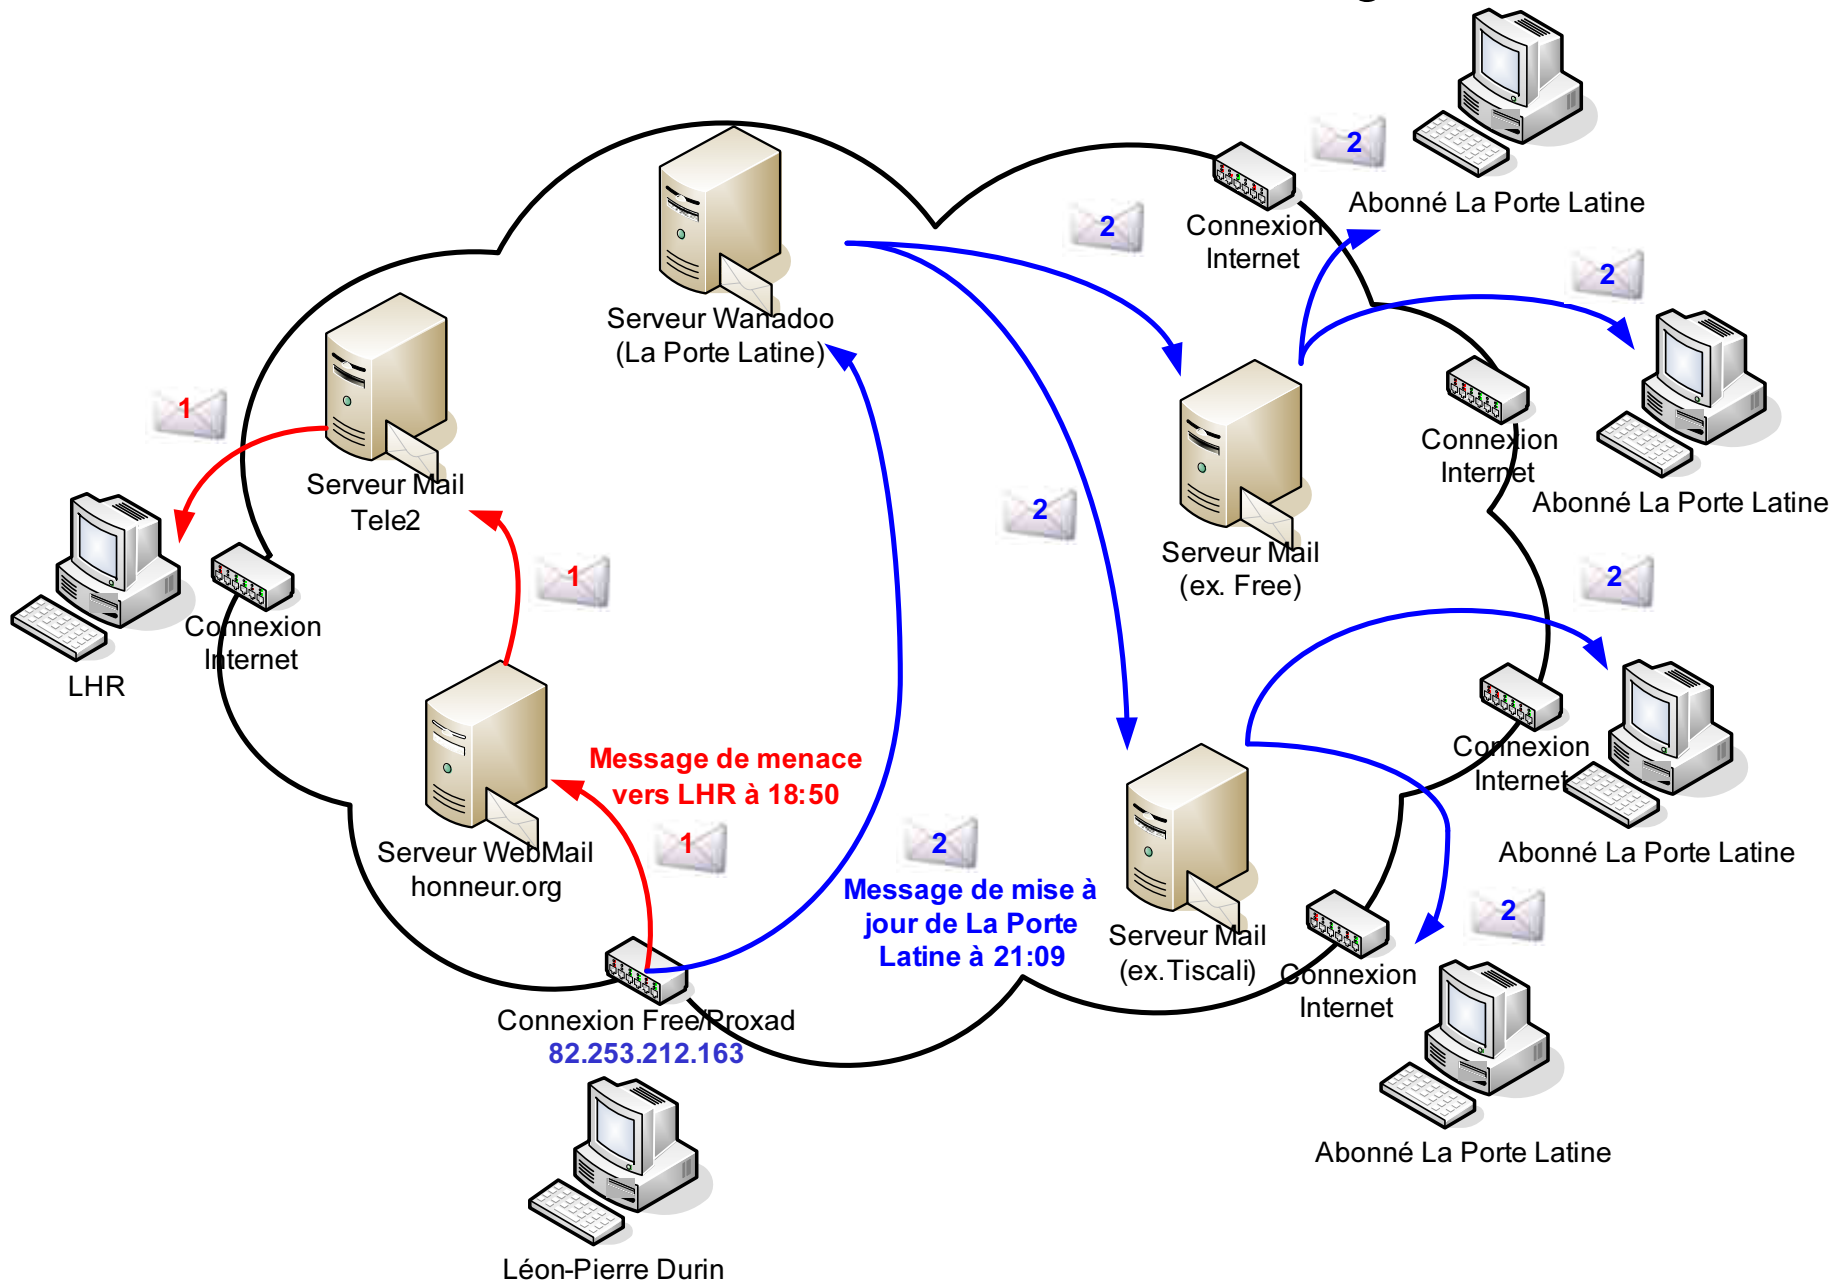 2
Abonné La Porte Latine
2
Connexion
Internet
2
Serveur Wanadoo
(La Porte Latine)
1
Connexion
Internet
Abonné La Porte Latine
Serveur Mail
Tele2
2
Serveur Mail
(ex. Free)
1
2
Connexion
Internet
LHR
Connexion
Internet
Abonné La Porte Latine
Message de menace
vers LHR à 18:50
1
Serveur WebMail
honneur.org
2
Message de mise à
jour de La Porte
Latine à 21:09
Serveur Mail
(ex.Tiscali)
2
Connexion
Internet
Abonné La Porte Latine
Connexion Free/Proxad
82.253.212.163
Léon-Pierre Durin